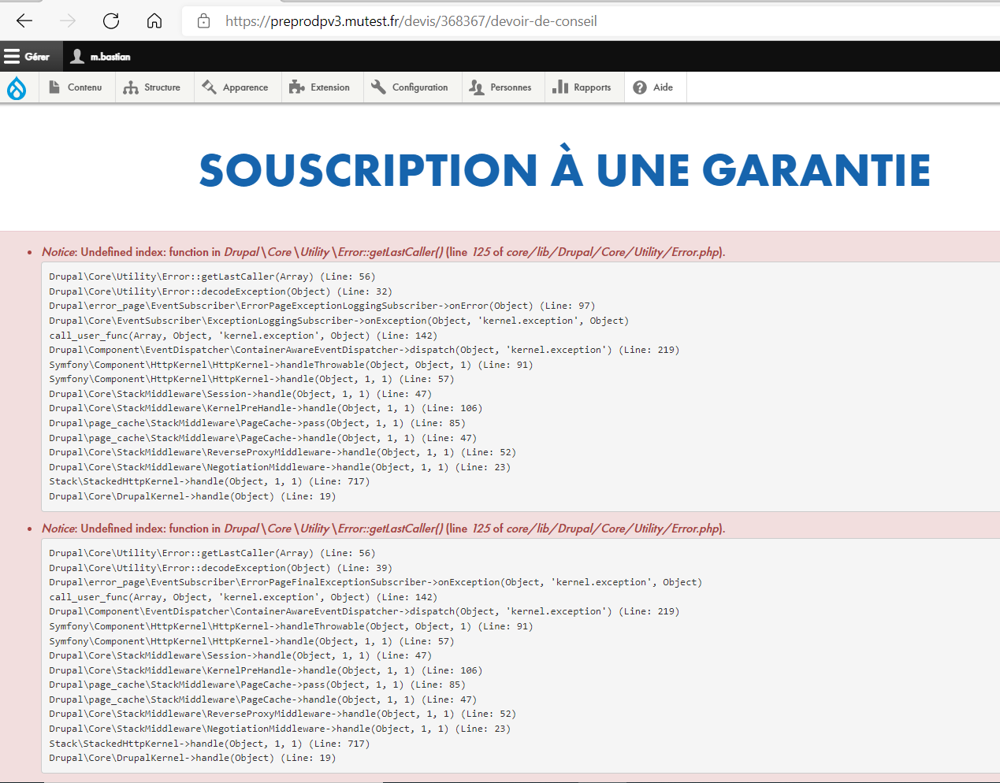 https://preprodpv3.mutest.fr/devis/368367/devoir-de-conseil
Gérer m.bastian
Contenu Structure Apparence Extension Configuration Personnes Rapports Aide
SOUSCRIPTION À UNE GARANTIE
• Notice: Undefined index: function in Drupal\Core\Utility\Error::getLastCaller() (line 125 of core/lib/Drupal/Core/Utility/Error.php).
Drupal\Core\Utility\Error::getLastCaller(Array) (Line: 56)
Drupal\Core\Utility\Error::decodeException(Object) (Line: 32)
Drupal\error_page\EventSubscriber\ErrorPageExceptionLoggingSubscriber->onError(Object) (Line: 97)
Drupal\Core\EventSubscriber\ExceptionLoggingSubscriber->onException(Object, 'kernel.exception', Object)
call_user_func(Array, Object, 'kernel.exception', Object) (Line: 142)
Drupal\Component\EventDispatcher\ContainerAwareEventDispatcher->dispatch(Object, 'kernel.exception') (Line: 219)
Symfony\Component\HttpKernel\HttpKernel->handleThrowable(Object, Object, 1) (Line: 91)
Symfony\Component\HttpKernel\HttpKernel->handle(Object, 1, 1) (Line: 57)
Drupal\Core\StackMiddleware\Session->handle(Object, 1, 1) (Line: 47)
Drupal\Core\StackMiddleware\KernelPreHandle->handle(Object, 1, 1) (Line: 106)
Drupal\page_cache\StackMiddleware\PageCache->pass(Object, 1, 1) (Line: 85)
Drupal\page_cache\StackMiddleware\PageCache->handle(Object, 1, 1) (Line: 47)
Drupal\Core\StackMiddleware\ReverseProxyMiddleware->handle(Object, 1, 1) (Line: 52)
Drupal\Core\StackMiddleware\NegotiationMiddleware->handle(Object, 1, 1) (Line: 23)
Stack\StackedHttpKernel->handle(Object, 1, 1) (Line: 717)
Drupal\Core\DrupalKernel->handle(Object) (Line: 19)
• Notice: Undefined index: function in Drupal\Core\Utility\Error::getLastCaller() (line 125 of core/lib/Drupal/Core/Utility/Error.php).
Drupal\Core\Utility\Error::getLastCaller(Array) (Line: 56)
Drupal\Core\Utility\Error::decodeException(Object) (Line: 39)
Drupal\error_page\EventSubscriber\ErrorPageFinalExceptionSubscriber->onException(Object, 'kernel.exception', Object)
call_user_func(Array, Object, 'kernel.exception', Object) (Line: 142)
Drupal\Component\EventDispatcher\ContainerAwareEventDispatcher->dispatch(Object, 'kernel.exception') (Line: 219)
Symfony\Component\HttpKernel\HttpKernel->handleThrowable(Object, Object, 1) (Line: 91)
Symfony\Component\HttpKernel\HttpKernel->handle(Object, 1, 1) (Line: 57)
Drupal\Core\StackMiddleware\Session->handle(Object, 1, 1) (Line: 47)
Drupal\Core\StackMiddleware\KernelPreHandle->handle(Object, 1, 1) (Line: 106)
Drupal\page_cache\StackMiddleware\PageCache->pass(Object, 1, 1) (Line: 85)
Drupal\page_cache\StackMiddleware\PageCache->handle(Object, 1, 1) (Line: 47)
Drupal\Core\StackMiddleware\ReverseProxyMiddleware->handle(Object, 1, 1) (Line: 52)
Drupal\Core\StackMiddleware\NegotiationMiddleware->handle(Object, 1, 1) (Line: 23)
Stack\StackedHttpKernel->handle(Object, 1, 1) (Line: 717)
Drupal\Core\DrupalKernel->handle(Object) (Line: 19)